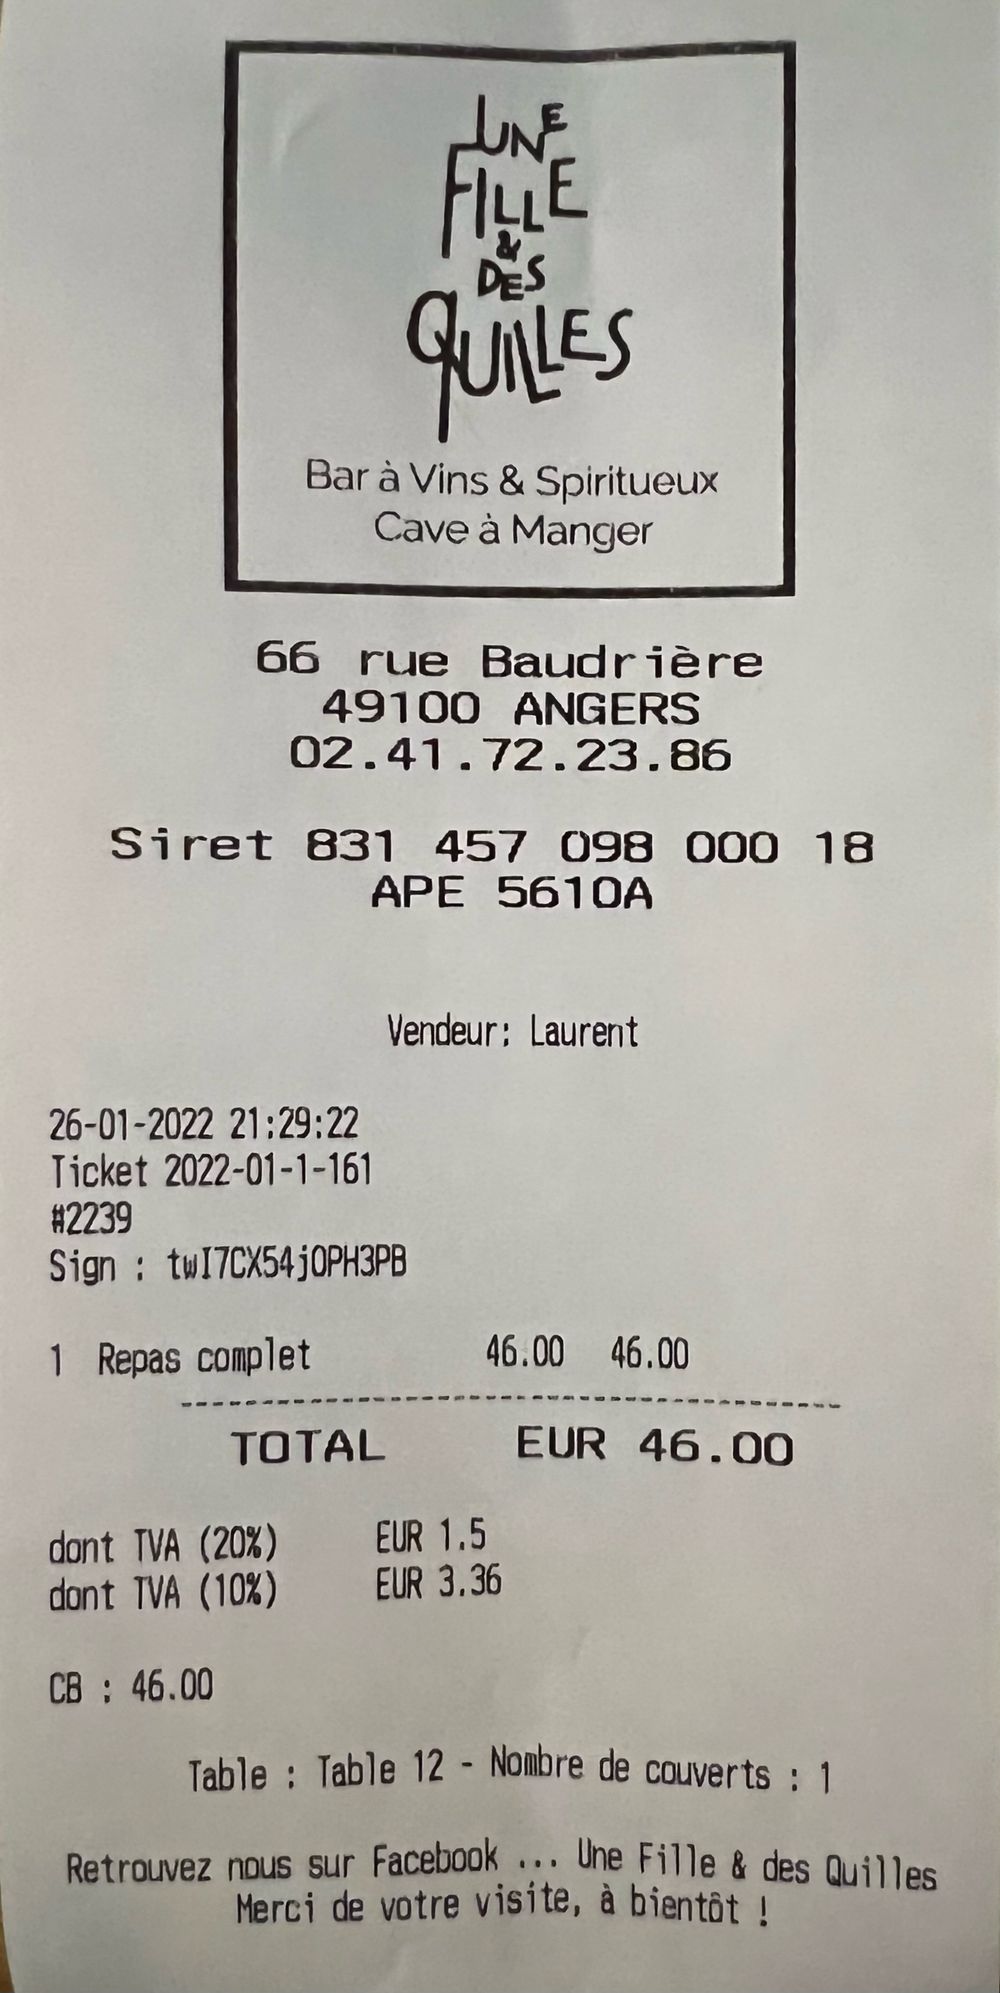 UNE
FILLE
&
DES
QUILLES
Bar à Vins & Spiritueux
Cave à Manger
66 rue Baudrière
49100 ANGERS
02.41.72.23.86
Siret 831 457 098 000 18
APE 5610A
Vendeur: Laurent
26-01-2022 21:29:22
Ticket 2022-01-1-161
#2239
Sign : twI7CX54jOPH3PB
1 Repas complet 46.00 46.00
TOTAL EUR 46.00
dont TVA (20%) EUR 1.5
dont TVA (10%) EUR 3.36
CB : 46.00
Table : Table 12 - Nombre de couverts : 1
Retrouvez nous sur Facebook ... Une Fille & des Quilles
Merci de votre visite, à bientôt !